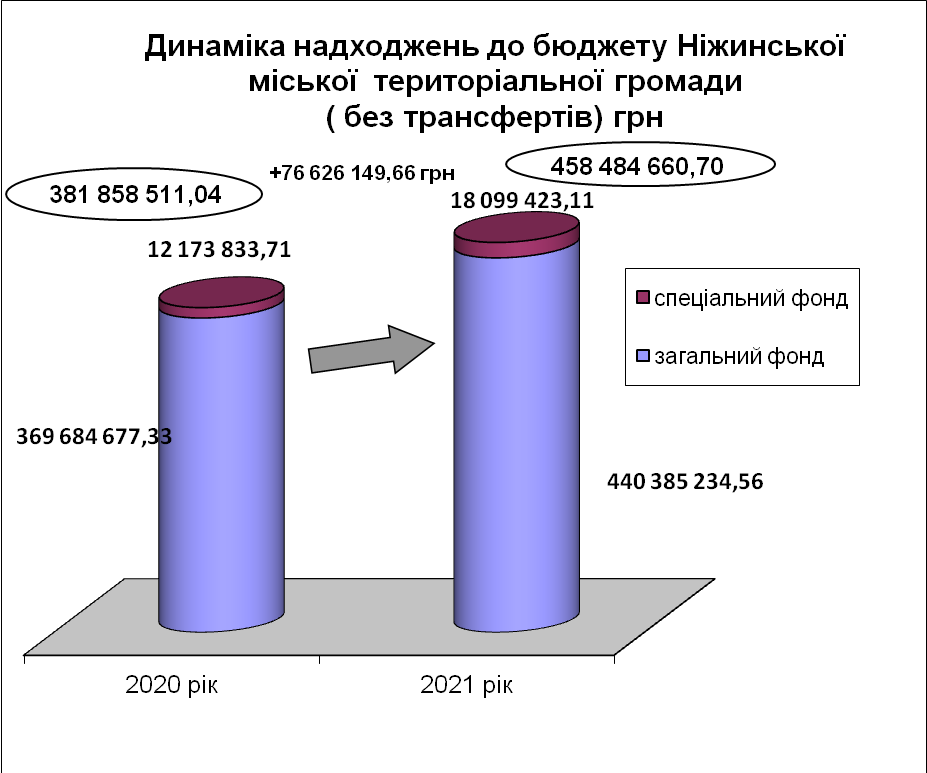 Динаміка надходжень до бюджету Ніжинської
міської територіальної громади
( без трансфертів) грн
381 858 511,04
+76 626 149,66 грн
458 484 660,70
12 173 833,71
18 099 423,11
спеціальний фонд
загальний фонд
369 684 677,33
440 385 234,56
2020 рік
2021 рік